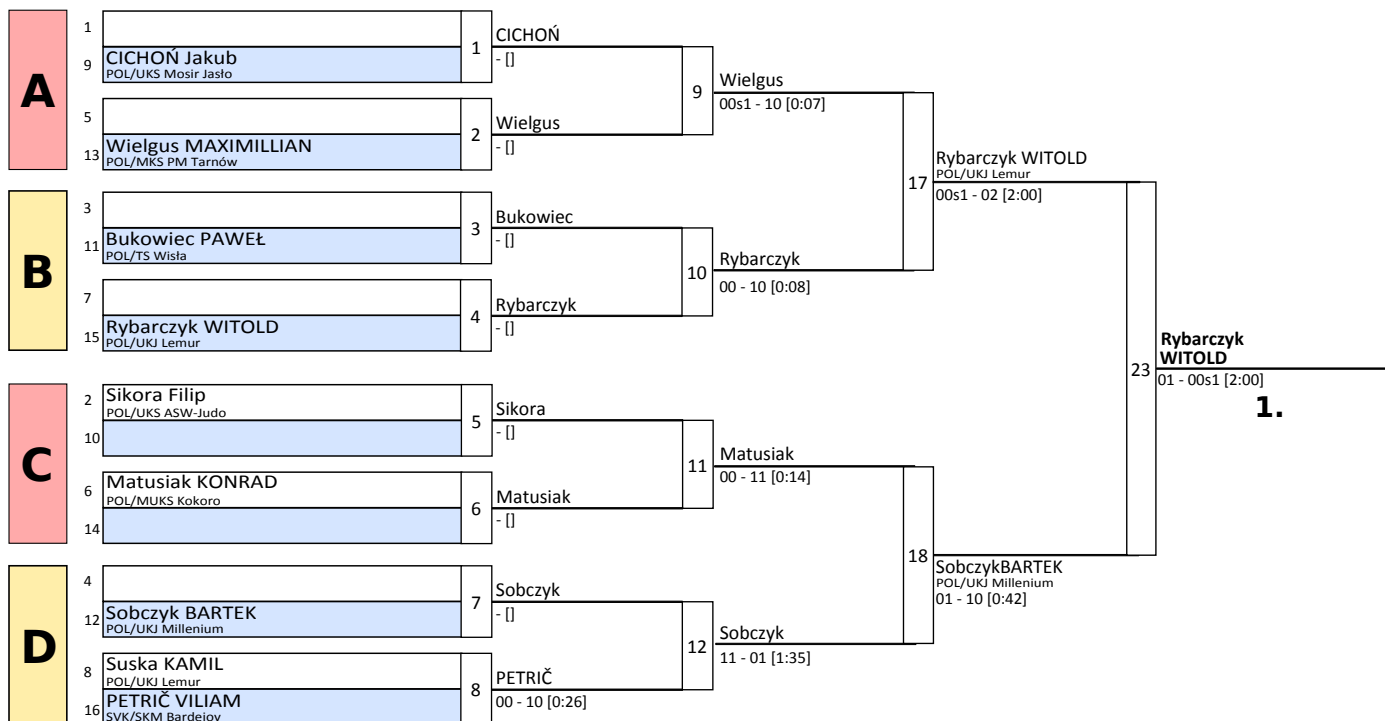 A
1
9
CICHOŃ Jakub
POL/UKS Mosir Jasło
1
CICHOŃ
- []
5
13
Wielgus MAXIMILLIAN
POL/MKS PM Tarnów
2
Wielgus
- []
9
Wielgus
00s1 - 10 [0:07]
B
3
11
Bukowiec PAWEŁ
POL/TS Wisła
3
Bukowiec
- []
7
15
Rybarczyk WITOLD
POL/UKJ Lemur
4
Rybarczyk
- []
10
Rybarczyk
00 - 10 [0:08]
17
Rybarczyk WITOLD
POL/UKJ Lemur
00s1 - 02 [2:00]
C
2
Sikora Filip
POL/UKS ASW-Judo
10
5
Sikora
- []
6
Matusiak KONRAD
POL/MUKS Kokoro
14
6
Matusiak
- []
11
Matusiak
00 - 11 [0:14]
D
4
12
Sobczyk BARTEK
POL/UKJ Millenium
7
Sobczyk
- []
8
Suska KAMIL
POL/UKJ Lemur
16
PETRIČ VILIAM
SVK/SKM Bardejov
8
PETRIČ
00 - 10 [0:26]
12
Sobczyk
11 - 01 [1:35]
18
SobczykBARTEK
POL/UKJ Millenium
01 - 10 [0:42]
23
Rybarczyk
WITOLD
01 - 00s1 [2:00]
1.